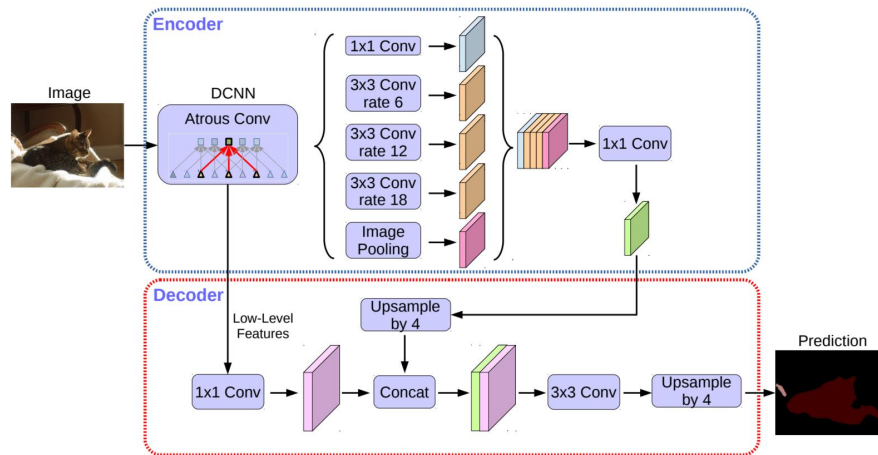 Encoder
Image
DCNN
Atrous Conv
1x1 Conv
3x3 Conv
rate 6
3x3 Conv
rate 12
3x3 Conv
rate 18
Image
Pooling
1x1 Conv
Decoder
Low-Level
Features
Upsample
by 4
1x1 Conv
Concat
3x3 Conv
Upsample
by 4
Prediction